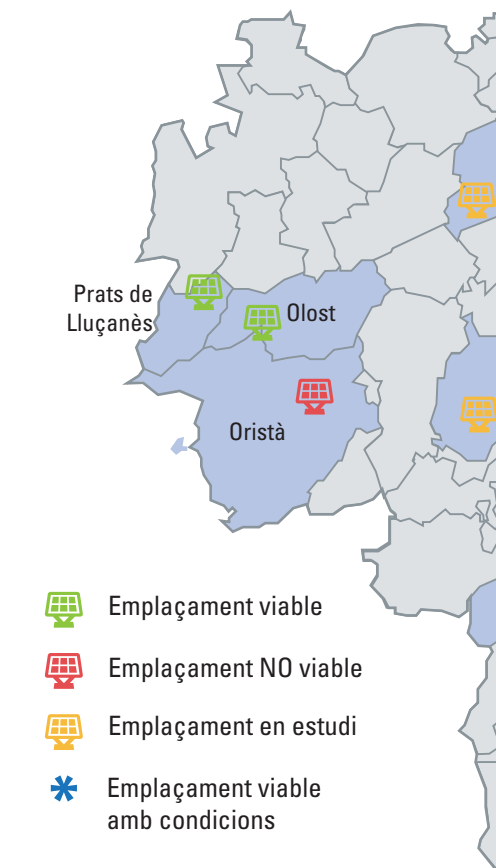 Prats de
Lluçanès
Olost
Oristà
Emplaçament viable
Emplaçament NO viable
Emplaçament en estudi
Emplaçament viable
amb condicions